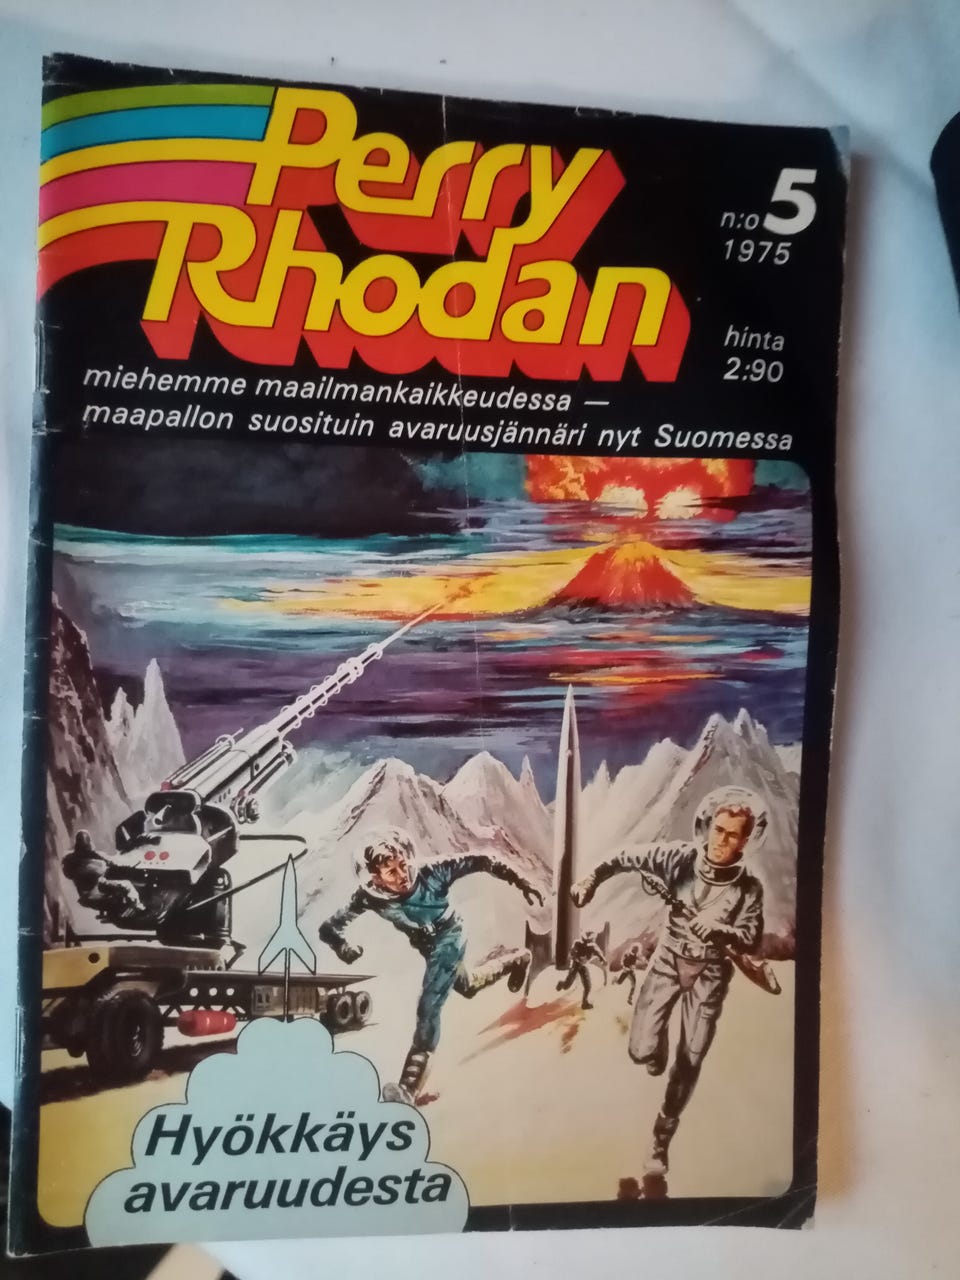 Perry
Rhodan
n:o 5
1975
hinta
2:90
miehemme maailmankaikkeudessa —
maapallon suosituin avaruusjännäri nyt Suomessa
Hyökkäys
avaruudesta